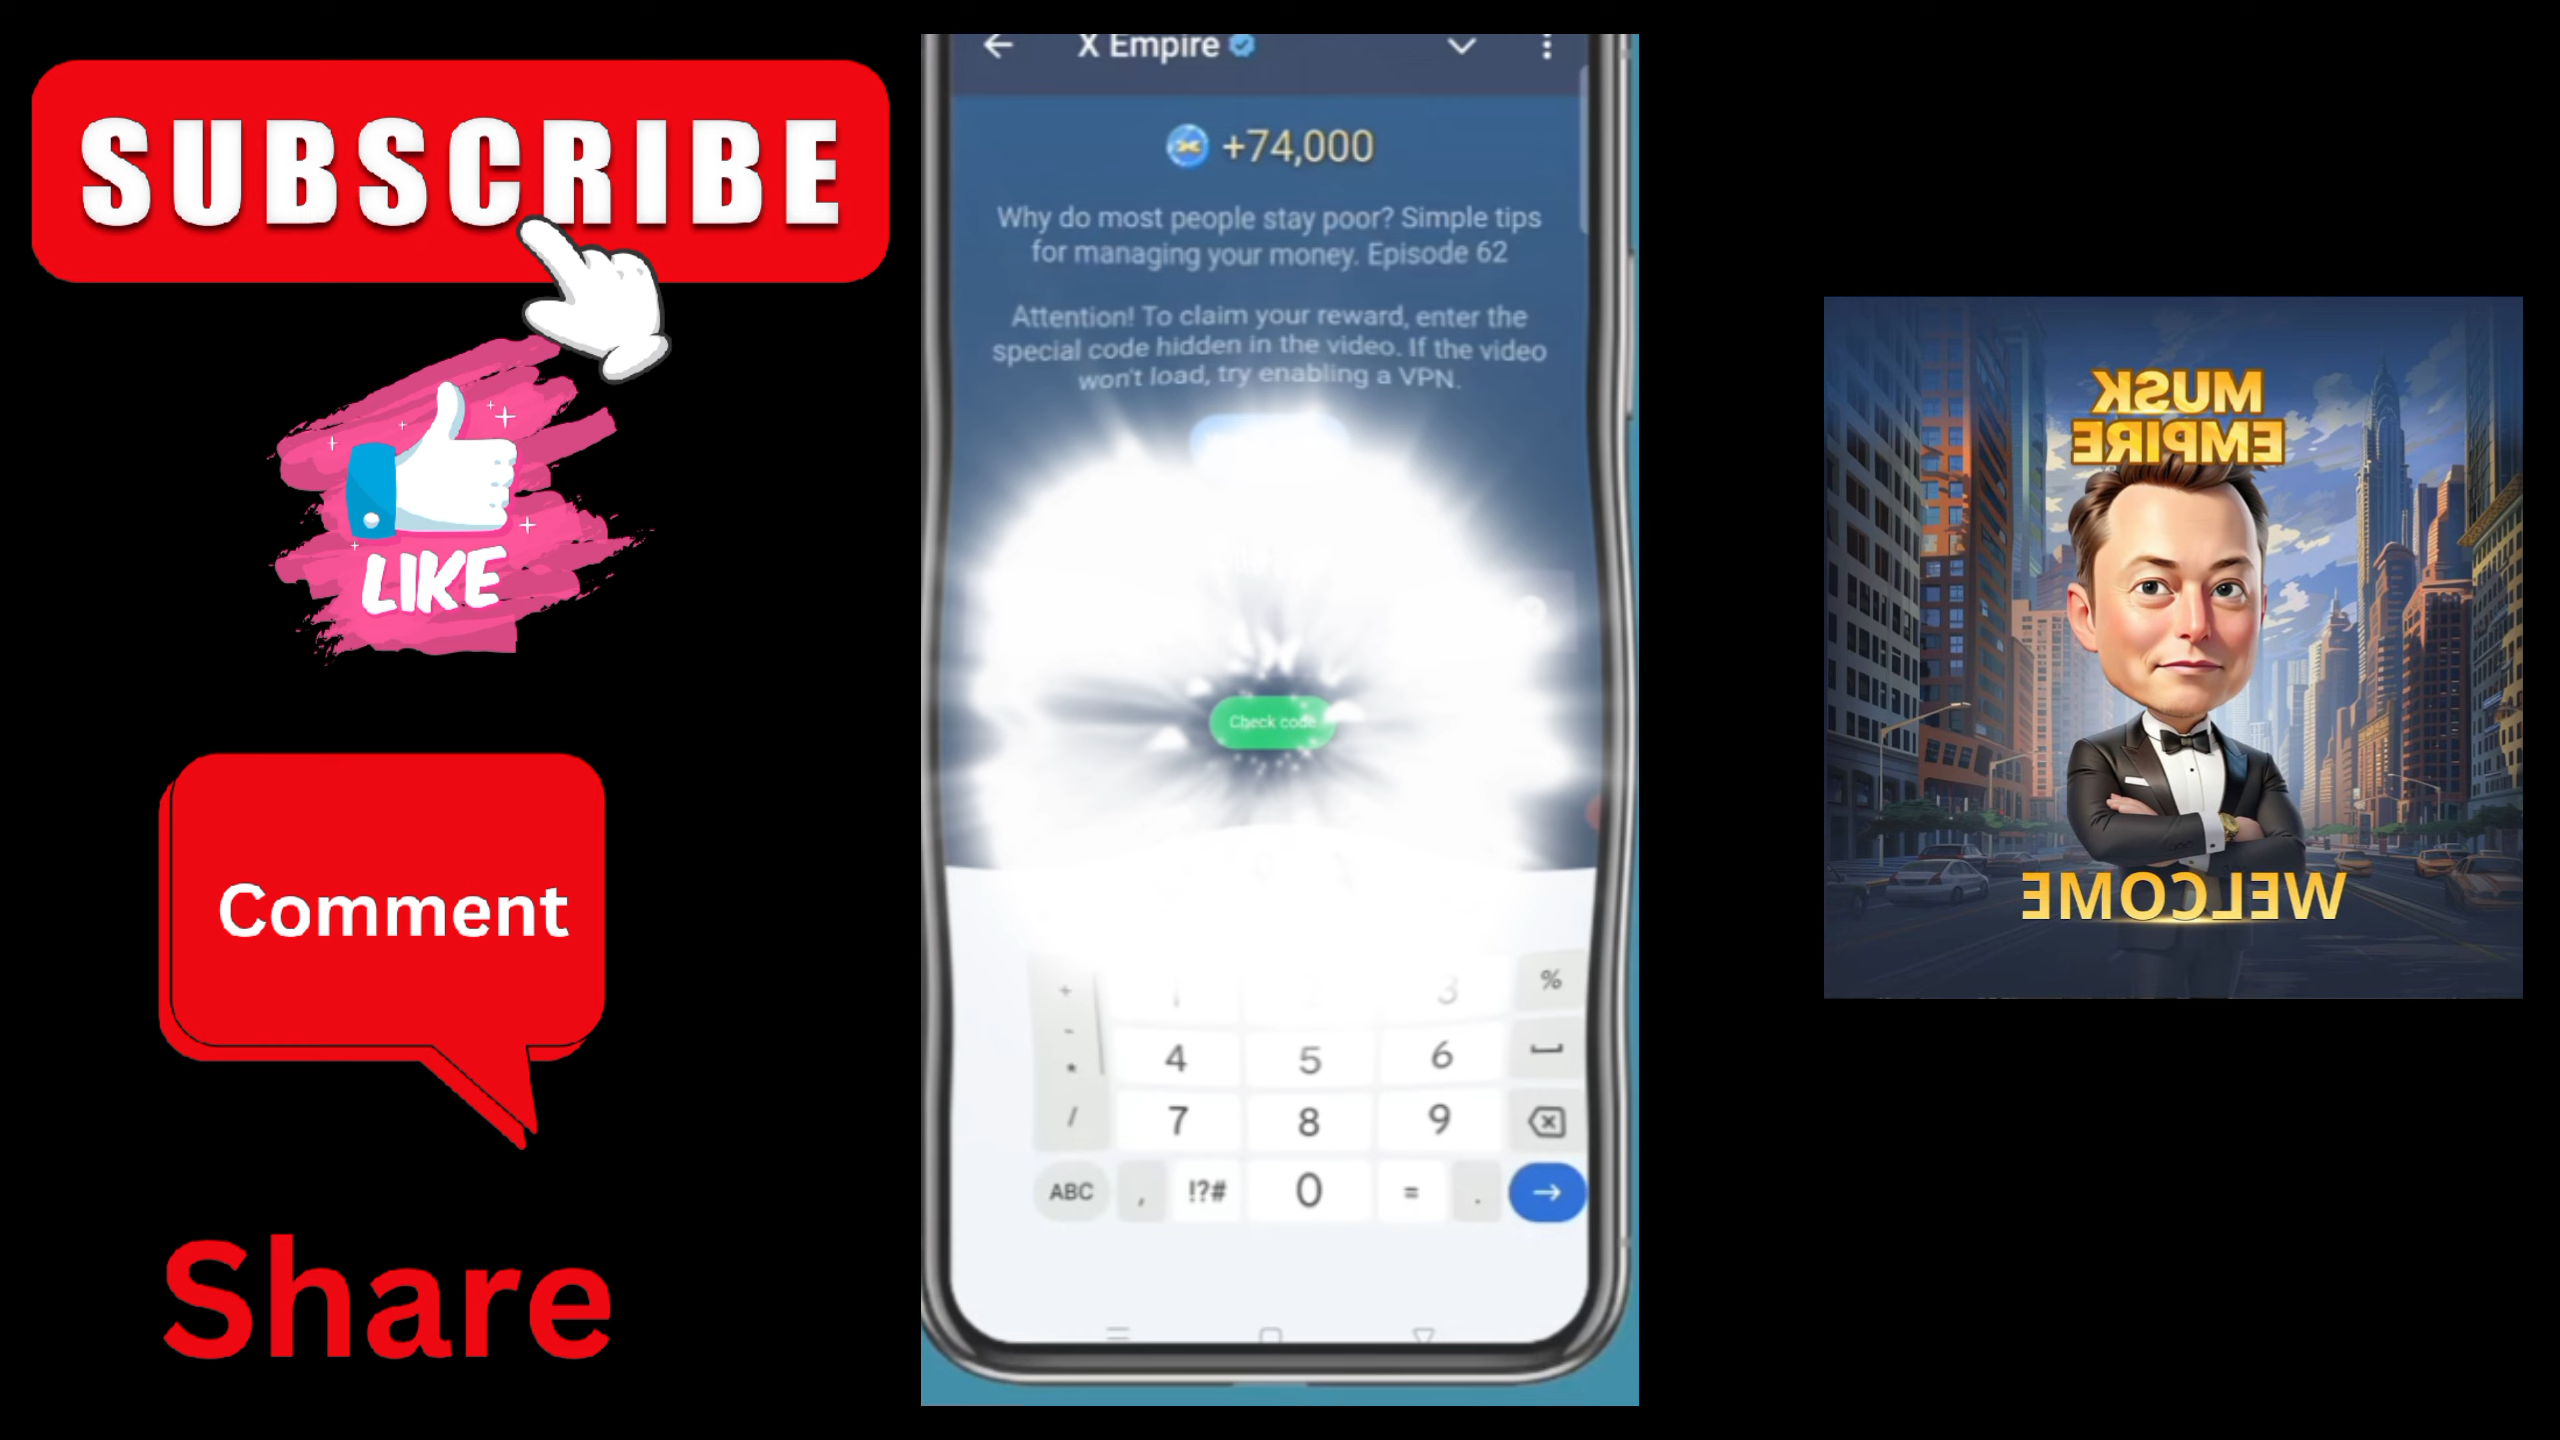 SUBSCRIBE
LIKE
Comment
Share
X Empire
+74,000
Why do most people stay poor? Simple tips
for managing your money. Episode 62
Attention! To claim your reward, enter the
special code hidden in the video. If the video
won't load, try enabling a VPN.
Check code
+ 1 3 %
- 4 5 6
* / 7 8 9
ABC , !?# 0 = .
MUSK
EMPIRE
WELCOME